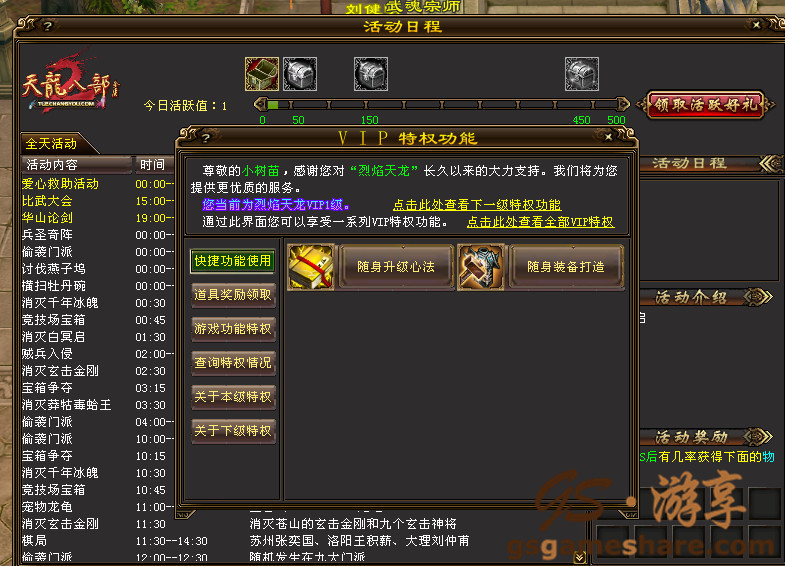 刘健武魂宗师
活动日程
天龍八部
2
TL2.CHANGYOU.COM
今日活跃值：1
0 50 150 450 500
领取活跃好礼
全天活动
活动内容 时间
爱心救助活动 00:00--
比武大会 15:00--
华山论剑 19:00--
兵圣奇阵 00:00--
偷袭门派 00:00--
讨伐燕子坞 00:00--
横扫牡丹碗 00:00--
消灭千年冰魄 00:30
竞技场宝箱 00:45
消灭白冥启 01:30
贼兵入侵 02:00--
消灭玄击金刚 02:30
宝箱争夺 03:15
消灭莽牯毒蛤王 03:30
偷袭门派 04:00--
偷袭门派 10:00--
宝箱争夺 10:15
消灭千年冰魄 10:30
竞技场宝箱 10:45
宠物龙龟 11:00--
消灭玄击金刚 11:30 消灭苍山的玄击金刚和九个玄击神将
棋局 11:30--14:30 苏州张奕国、洛阳王积薪、大理刘仲甫
偷袭门派 12:00--12:30 随机发生在九大门派
VIP 特权功能
尊敬的小树苗，感谢您对“烈焰天龙”长久以来的大力支持。我们将为您
提供更优质的服务。
您当前为烈焰天龙VIP1级。 点击此处查看下一级特权功能
通过此界面您可以享受一系列VIP特权功能。 点击此处查看全部VIP特权
快捷功能使用
道具奖励领取
游戏功能特权
查询特权情况
关于本级特权
关于下级特权
随身升级心法
随身装备打造
活动日程
活动介绍
启
活动奖励
S后有几率获得下面的物
GS·游享
gsgameshare.com